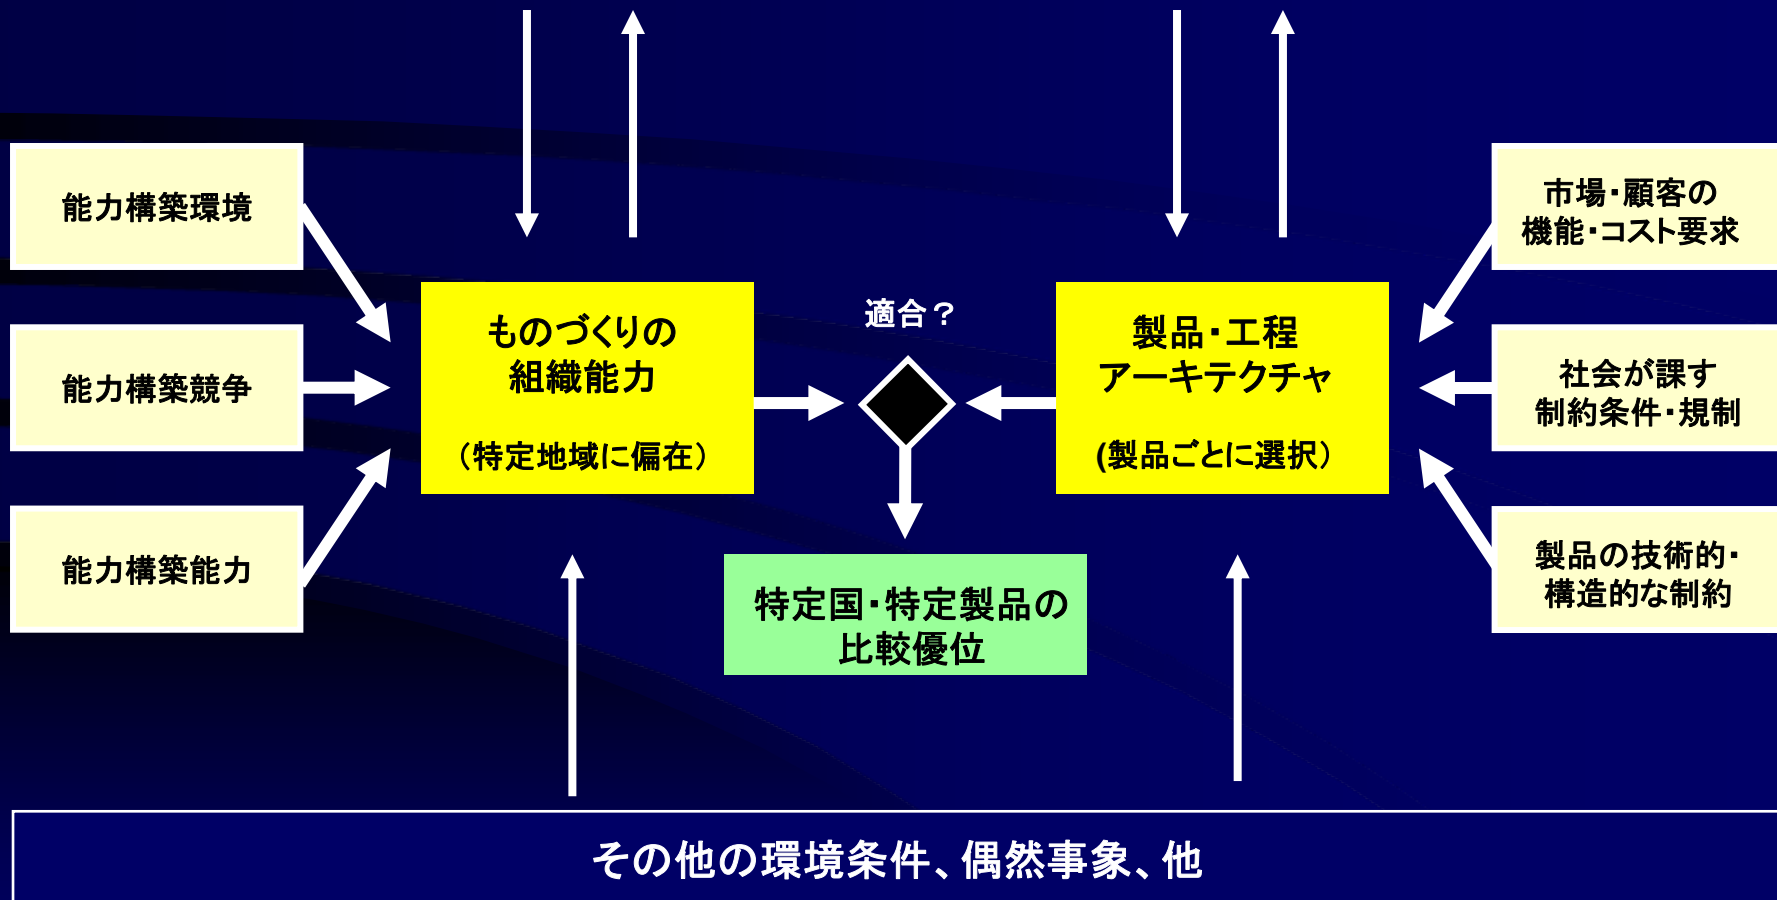 能力構築環境
能力構築競争
能力構築能力
ものづくりの
組織能力
（特定地域に偏在）
適合？
製品・工程
アーキテクチャ
(製品ごとに選択）
特定国・特定製品の
比較優位
市場・顧客の
機能・コスト要求
社会が課す
制約条件・規制
製品の技術的・
構造的な制約
その他の環境条件、偶然事象、他